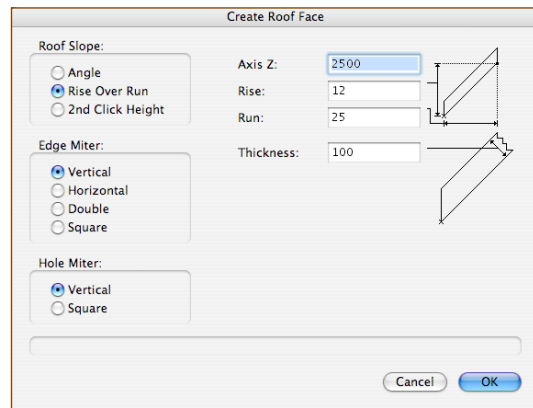 Create Roof Face
Roof Slope:
Angle
Rise Over Run
2nd Click Height
Edge Miter:
Vertical
Horizontal
Double
Square
Hole Miter:
Vertical
Square
Axis Z: 2500
Rise: 12
Run: 25
Thickness: 100
Cancel OK